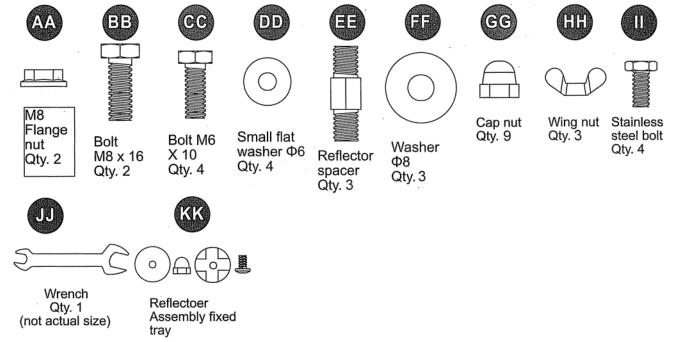 AA BB CC DD EE FF GG HH II
M8
Flange
nut
Qty. 2
Bolt
M8 x 16
Qty. 2
Bolt M6
X 10
Qty. 4
Small flat
washer Φ6
Qty. 4
Reflector
spacer
Qty. 3
Washer
Φ8
Qty. 3
Cap nut
Qty. 9
Wing nut
Qty. 3
Stainless
steel bolt
Qty. 4
JJ KK
Wrench
Qty. 1
(not actual size)
Reflectoer
Assembly fixed
tray